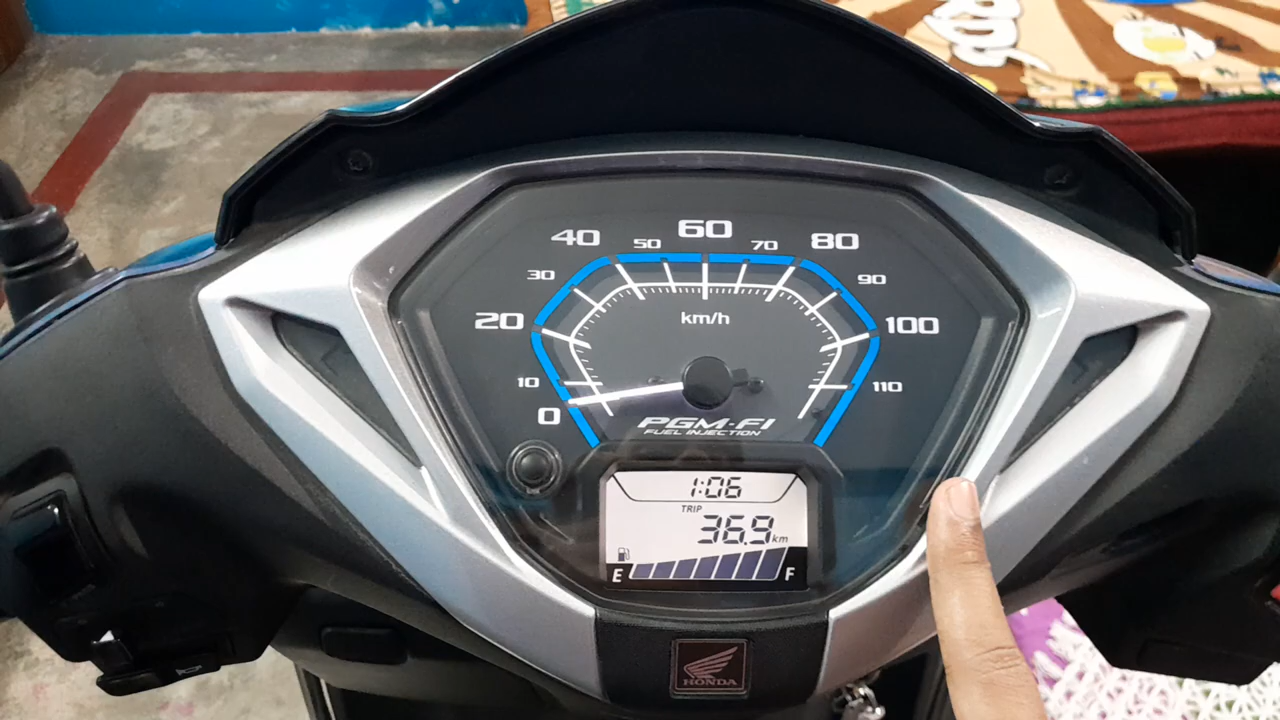 60
40 50 70 80
30 90
km/h
20 100
10 110
0
PGM-FI
FUEL INJECTION
1:06
TRIP
36.9 km
E F
HONDA